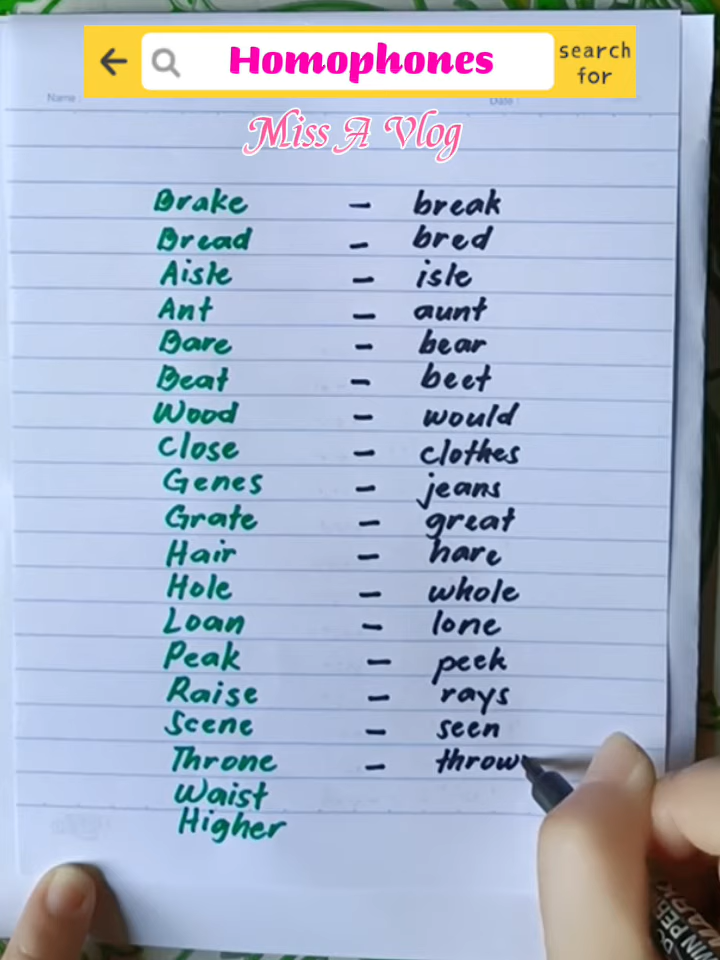 Homophones
search
for
Name :
Date :
Miss A Vlog
Brake – break
Bread – bred
Aisle – isle
Ant – aunt
Bare – bear
Beat – beet
Wood – would
Close – clothes
Genes – jeans
Grate – great
Hair – hare
Hole – whole
Loan – lone
Peak – peek
Raise – rays
Scene – seen
Throne – throw
Waist
Higher